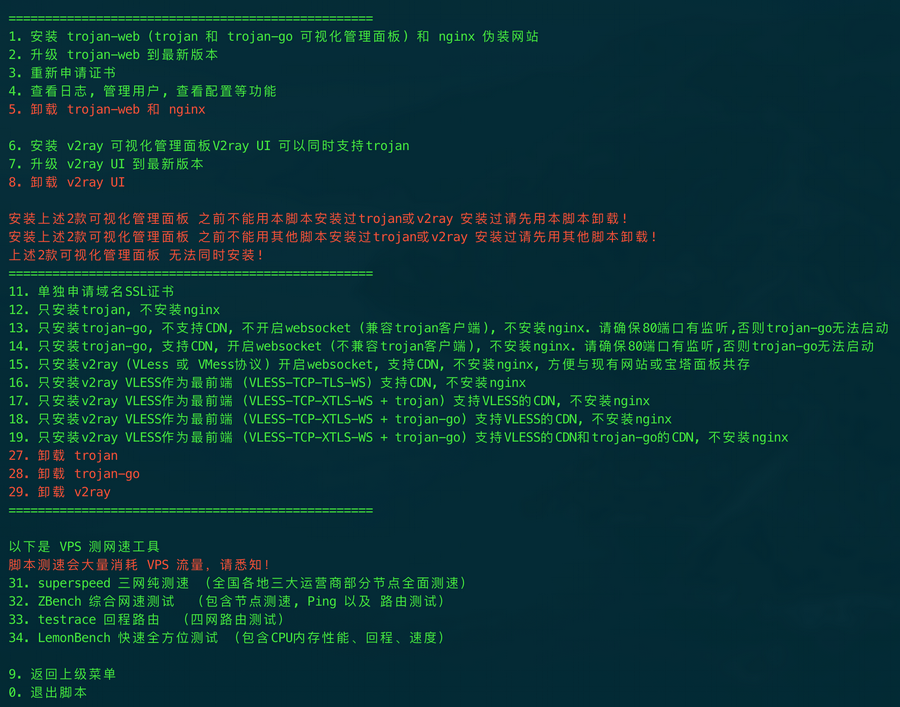 ==================================================
1. 安装 trojan-web (trojan 和 trojan-go 可视化管理面板) 和 nginx 伪装网站
2. 升级 trojan-web 到最新版本
3. 重新申请证书
4. 查看日志, 管理用户, 查看配置等功能
5. 卸载 trojan-web 和 nginx
6. 安装 v2ray 可视化管理面板V2ray UI 可以同时支持trojan
7. 升级 v2ray UI 到最新版本
8. 卸载 v2ray UI
安装上述2款可视化管理面板 之前不能用本脚本安装过trojan或v2ray 安装过请先用本脚本卸载!
安装上述2款可视化管理面板 之前不能用其他脚本安装过trojan或v2ray 安装过请先用其他脚本卸载!
上述2款可视化管理面板 无法同时安装!
==================================================
11. 单独申请域名SSL证书
12. 只安装trojan, 不安装nginx
13. 只安装trojan-go, 不支持CDN, 不开启websocket (兼容trojan客户端), 不安装nginx. 请确保80端口有监听,否则trojan-go无法启动
14. 只安装trojan-go, 支持CDN, 开启websocket (不兼容trojan客户端), 不安装nginx. 请确保80端口有监听,否则trojan-go无法启动
15. 只安装v2ray (VLess 或 VMess协议) 开启websocket, 支持CDN, 不安装nginx, 方便与现有网站或宝塔面板共存
16. 只安装v2ray VLESS作为最前端 (VLESS-TCP-TLS-WS) 支持CDN, 不安装nginx
17. 只安装v2ray VLESS作为最前端 (VLESS-TCP-XTLS-WS + trojan) 支持VLESS的CDN, 不安装nginx
18. 只安装v2ray VLESS作为最前端 (VLESS-TCP-XTLS-WS + trojan-go) 支持VLESS的CDN, 不安装nginx
19. 只安装v2ray VLESS作为最前端 (VLESS-TCP-XTLS-WS + trojan-go) 支持VLESS的CDN和trojan-go的CDN, 不安装nginx
27. 卸载 trojan
28. 卸载 trojan-go
29. 卸载 v2ray
==================================================
以下是 VPS 测网速工具
脚本测速会大量消耗 VPS 流量，请悉知!
31. superspeed 三网纯测速 （全国各地三大运营商部分节点全面测速）
32. ZBench 综合网速测试 （包含节点测速, Ping 以及 路由测试）
33. testrace 回程路由 （四网路由测试）
34. LemonBench 快速全方位测试 （包含CPU内存性能、回程、速度）
9. 返回上级菜单
0. 退出脚本